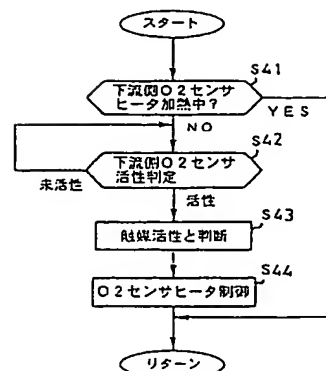 スタート
S41
下流側O2センサ
ヒータ加熱中?
YES
NO
S42
下流側O2センサ
活性判定
未活性
活性
S43
触媒活性と判断
S44
O2センサヒータ制御
リターン